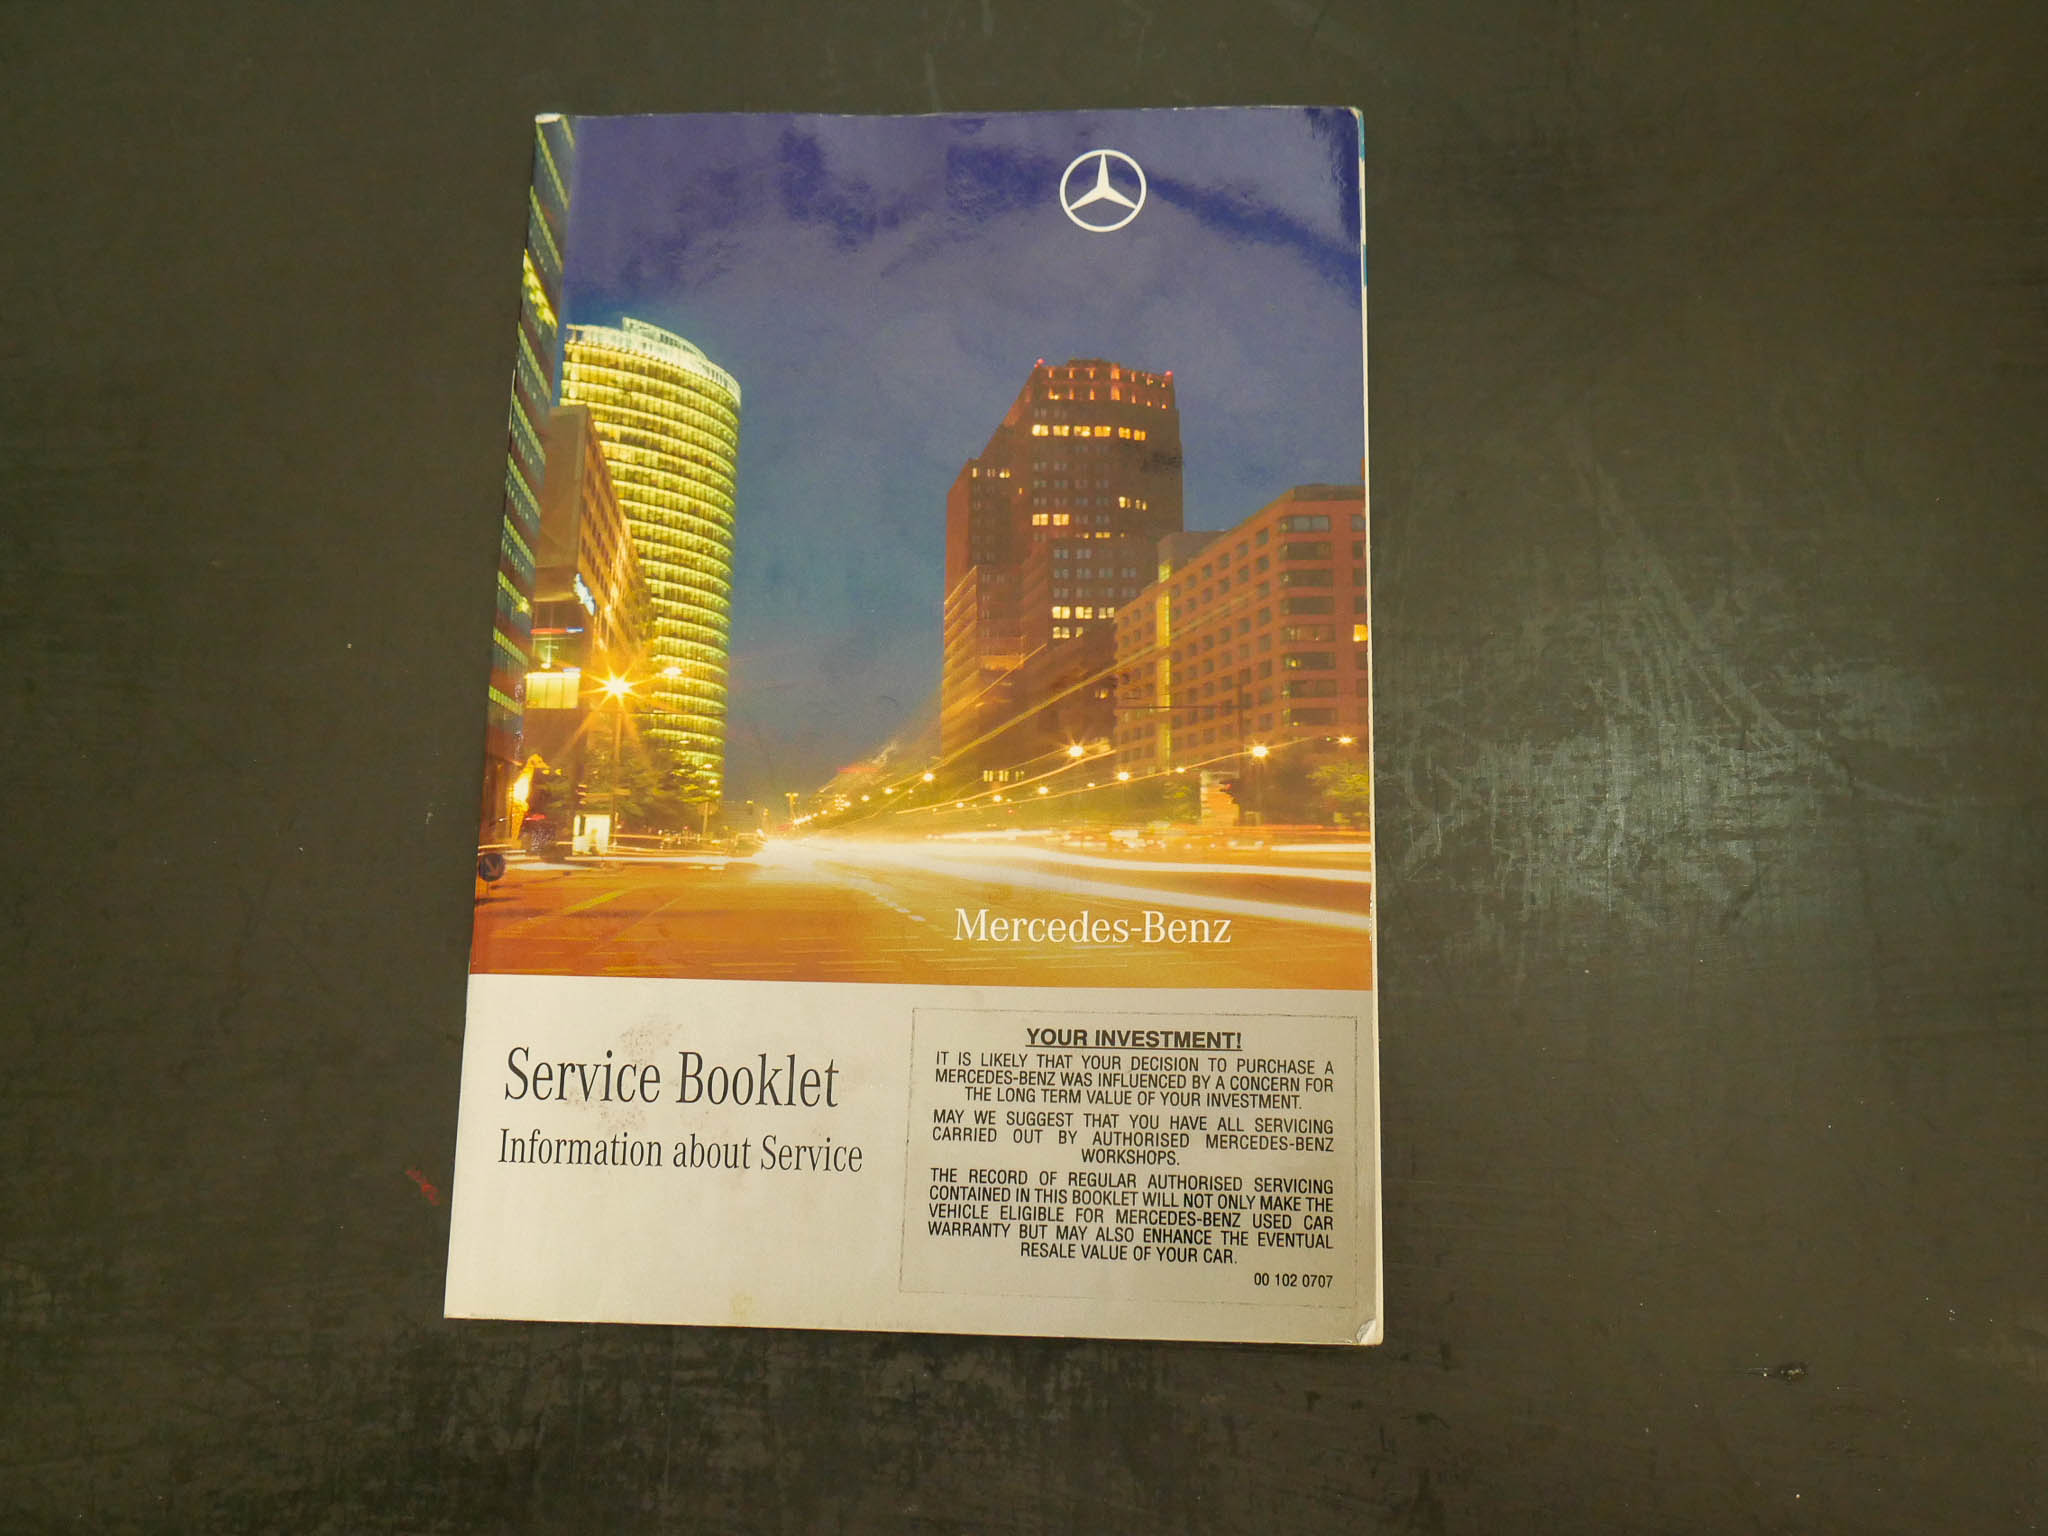 Mercedes-Benz
Service Booklet
Information about Service
YOUR INVESTMENT!
IT IS LIKELY THAT YOUR DECISION TO PURCHASE A
MERCEDES-BENZ WAS INFLUENCED BY A CONCERN FOR
THE LONG TERM VALUE OF YOUR INVESTMENT.
MAY WE SUGGEST THAT YOU HAVE ALL SERVICING
CARRIED OUT BY AUTHORISED MERCEDES-BENZ
WORKSHOPS.
THE RECORD OF REGULAR AUTHORISED SERVICING
CONTAINED IN THIS BOOKLET WILL NOT ONLY MAKE THE
VEHICLE ELIGIBLE FOR MERCEDES-BENZ USED CAR
WARRANTY BUT MAY ALSO ENHANCE THE EVENTUAL
RESALE VALUE OF YOUR CAR.
00 102 0707